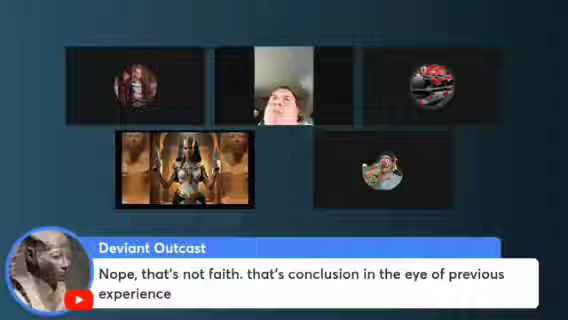 Deviant Outcast
Nope, that's not faith. that's conclusion in the eye of previous
experience